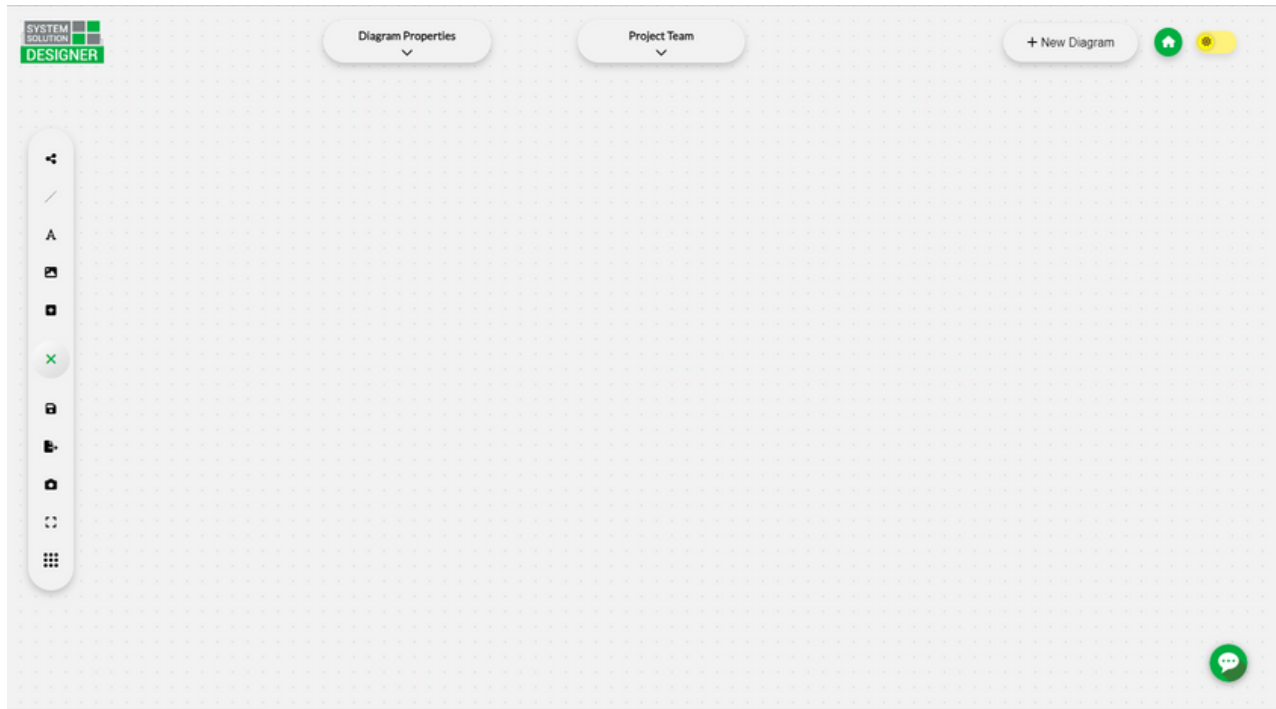 SYSTEM
SOLUTION
DESIGNER
Diagram Properties
Project Team
+ New Diagram